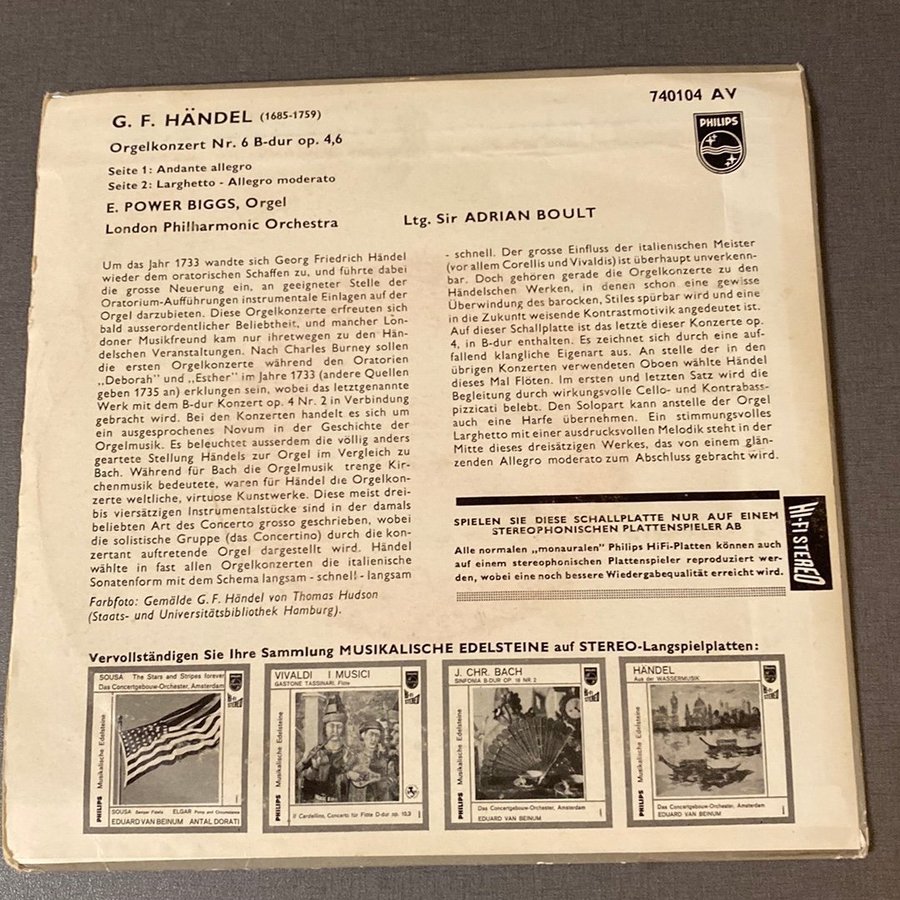 740104 AV
PHILIPS
G. F. HÄNDEL (1685-1759)
Orgelkonzert Nr. 6 B-dur op. 4,6
Seite 1: Andante allegro
Seite 2: Larghetto - Allegro moderato
E. POWER BIGGS, Orgel
London Philharmonic Orchestra
Ltg. Sir ADRIAN BOULT
Um das Jahr 1733 wandte sich Georg Friedrich Händel
wieder dem oratorischen Schaffen zu, und führte dabei
die grosse Neuerung ein, an geeigneter Stelle der
Oratorium-Aufführungen instrumentale Einlagen auf der
Orgel darzubieten. Diese Orgelkonzerte erfreuten sich
bald ausserordentlicher Beliebtheit, und mancher Lon-
doner Musikfreund kam nur ihretwegen zu den Hän-
delschen Veranstaltungen. Nach Charles Burney sollen
die ersten Orgelkonzerte während den Oratorien
„Deborah" und „Esther" im Jahre 1733 (andere Quellen
geben 1735 an) erklungen sein, wobei das letztgenannte
Werk mit dem B-dur Konzert op. 4 Nr. 2 in Verbindung
gebracht wird. Bei den Konzerten handelt es sich um
ein ausgesprochenes Novum in der Geschichte der
Orgelmusik. Es beleuchtet ausserdem die völlig anders
geartete Stellung Händels zur Orgel im Vergleich zu
Bach. Während für Bach die Orgelmusik trenge Kir-
chenmusik bedeutete, waren für Händel die Orgelkon-
zerte weltliche, virtuose Kunstwerke. Diese meist drei-
bis viersätzigen Instrumentalstücke sind in der damals
beliebten Art des Concerto grosso geschrieben, wobei
die solistische Gruppe (das Concertino) durch die kon-
zertant auftretende Orgel dargestellt wird. Händel
wählte in fast allen Orgelkonzerten die italienische
Sonatenform mit dem Schema langsam - schnell - langsam
Farbfoto: Gemälde G. F. Händel von Thomas Hudson
(Staats- und Universitätsbibliothek Hamburg).
- schnell. Der grosse Einfluss der italienischen Meister
(vor allem Corellis und Vivaldis) ist überhaupt unverkenn-
bar. Doch gehören gerade die Orgelkonzerte zu den
Händelschen Werken, in denen schon eine gewisse
Überwindung des barocken, Stiles spürbar wird und eine
in die Zukunft weisende Kontrastmotivik angedeutet ist.
Auf dieser Schallplatte ist das letzte dieser Konzerte op.
4, in B-dur enthalten. Es zeichnet sich durch eine auf-
fallend klangliche Eigenart aus. An stelle der in den
übrigen Konzerten verwendeten Oboen wählte Händel
dieses Mal Flöten. Im ersten und letzten Satz wird die
Begleitung durch wirkungsvolle Cello- und Kontrabass-
pizzicati belebt. Den Solopart kann anstelle der Orgel
auch eine Harfe übernehmen. Ein stimmungsvolles
Larghetto mit einer ausdrucksvollen Melodik steht in der
Mitte dieses dreisätzigen Werkes, das von einem glän-
zenden Allegro moderato zum Abschluss gebracht wird.
SPIELEN SIE DIESE SCHALLPLATTE NUR AUF EINEM
STEREOPHONISCHEN PLATTENSPIELER AB
Alle normalen „monauralen" Philips HiFi-Platten können auch
auf einem stereophonischen Plattenspieler reproduziert wer-
den, wobei eine noch bessere Wiedergabequalität erreicht wird.
Hi-Fi STEREO
Vervollständigen Sie Ihre Sammlung MUSIKALISCHE EDELSTEINE auf STEREO-Langspielplatten:
SOUSA The Stars and Stripes forever
Das Concertgebouw-Orchester, Amsterdam
PHILIPS Musikalische Edelsteine
SOUSA Semper Fidelis ELGAR Pomp and Circumstance
EDUARD VAN BEINUM ANTAL DORATI
VIVALDI I MUSICI
GASTONE TASSINARI, Flöte
PHILIPS Musikalische Edelsteine
Il Cardellino, Concerto für Flöte D-dur op. 10,3
J. CHR. BACH
SINFONIA B-DUR OP. 18 NR 2
PHILIPS Musikalische Edelsteine
Das Concertgebouw-Orchester, Amsterdam
EDUARD VAN BEINUM
HÄNDEL
Aus der WASSERMUSIK
PHILIPS Musikalische Edelsteine
Das Concertgebouw-Orchester, Amsterdam
EDUARD VAN BEINUM